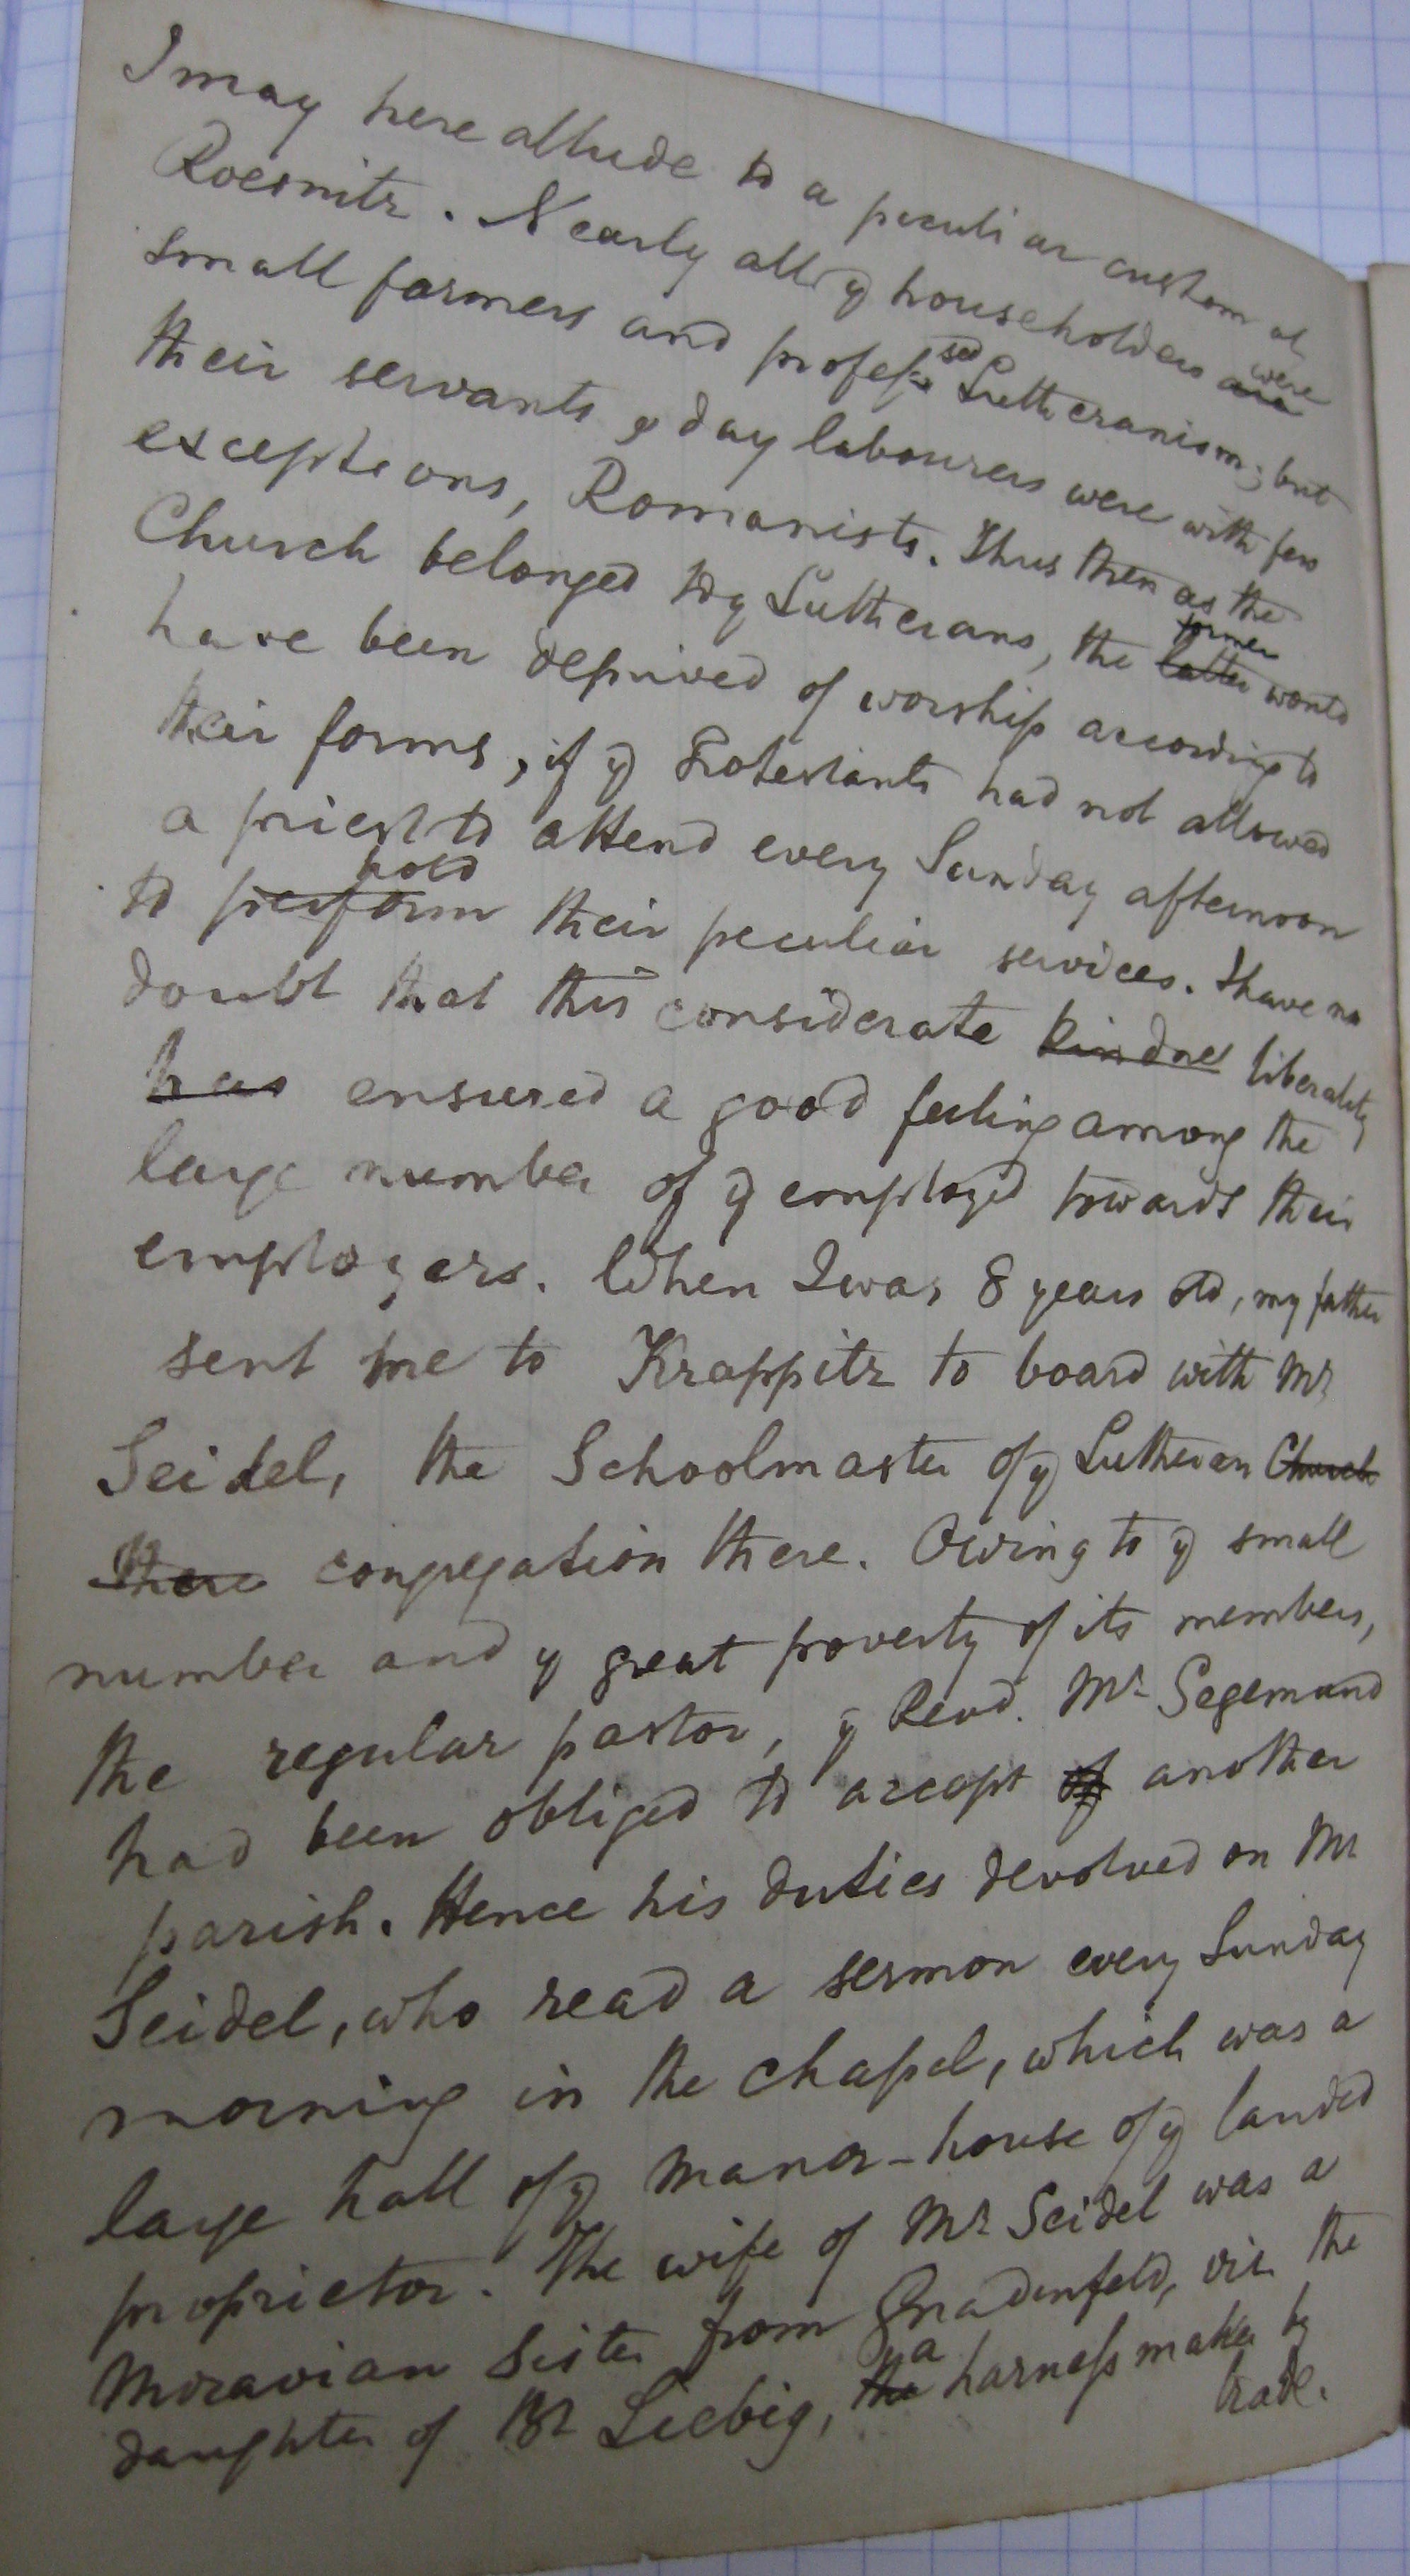 I may here allude to a peculiar custom at
Roesnitz. Nearly all y householders are were
small farmers and profess sed Lutheranism; but
their servants & day labourers were with few
exceptions, Romanists. Thus then as the
Church belonged to y Lutherans, the latter former would
have been deprived of worship according to
their forms, if y Protestants had not allowed
a priest to attend every Sunday afternoon
to perform hold their peculiar services. I have no
doubt that this considerate kindness liberality
has ensured a good feeling among the
large number of y employed towards their
employers. When I was 8 years old, my father
sent me to Krappitz to board with Mr
Seidel, the Schoolmaster of y Lutheran Church
there congregation there. Owing to y small
number and y great poverty of its members,
the regular pastor, y Revd. Mr Segemund
had been obliged to accept of another
parish. Hence his duties devolved on Mr
Seidel, who read a sermon every Sunday
morning in the chapel, which was a
large hall of y manor-house of y landed
proprietor. The wife of Mr Seidel was a
Moravian Sister from Gnadenfeld, viz. the
daughter of Br Liebig, the a harness maker by
trade.